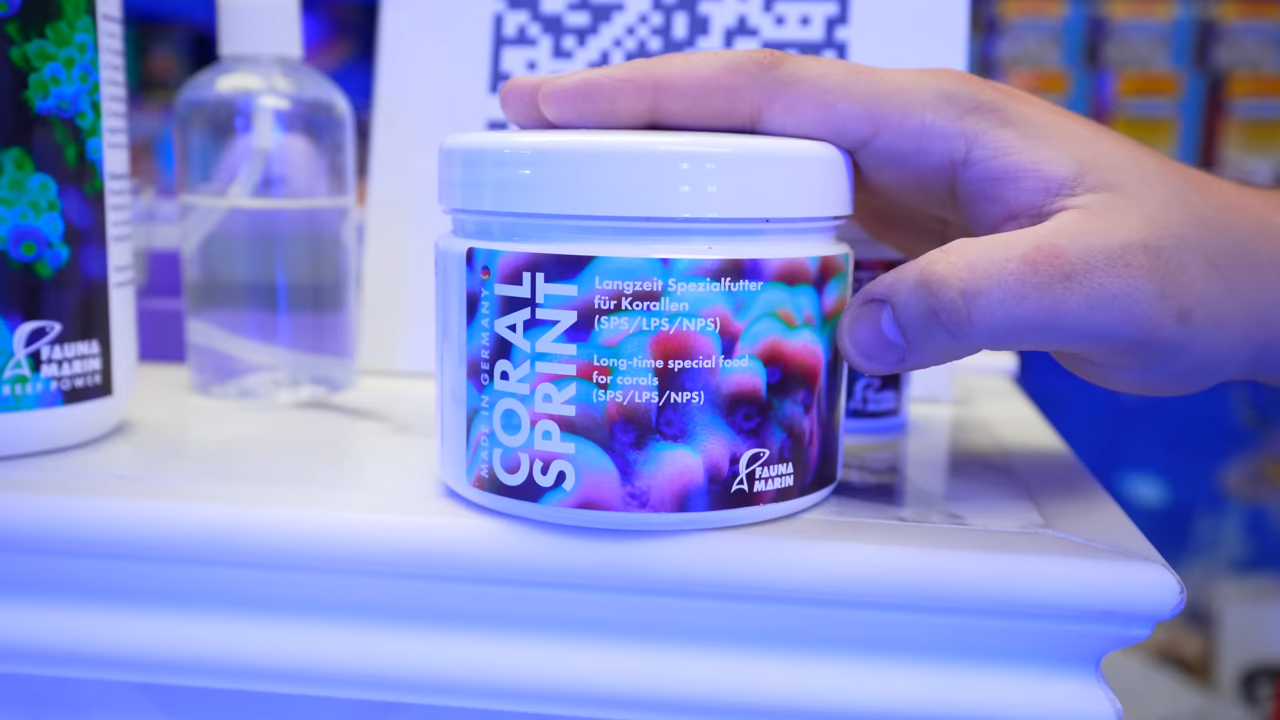 FAUNA
MARIN
REEF POWER
MADE IN GERMANY
CORAL
SPRINT
Langzeit Spezialfutter
für Korallen
(SPS/LPS/NPS)
Long-time special food
for corals
(SPS/LPS/NPS)
FAUNA
MARIN